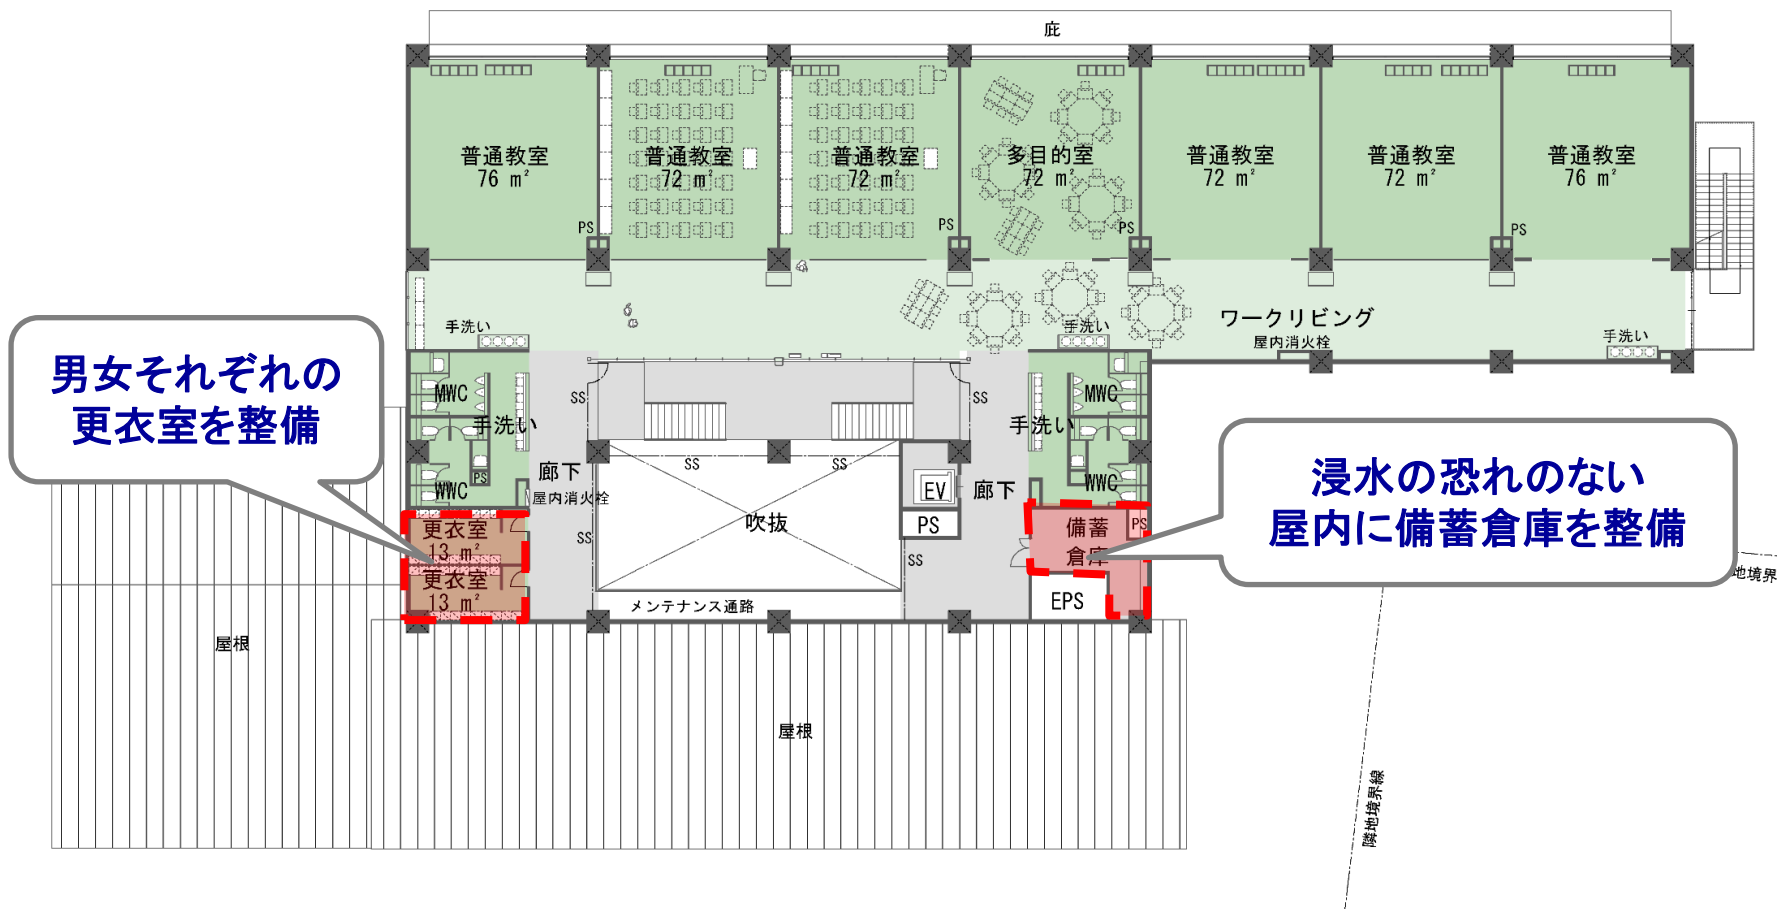 庇
普通教室
76 ㎡
普通教室
72 ㎡
普通教室
72 ㎡
多目的室
72 ㎡
普通教室
72 ㎡
普通教室
72 ㎡
普通教室
76 ㎡
PS
PS
PS
PS
手洗い
手洗い
ワークリビング
屋内消火栓
手洗い
男女それぞれの
更衣室を整備
MWC
手洗い
WWC
PS
廊下
屋内消火栓
SS
SS
SS
SS
SS
SS
吹抜
EV
PS
廊下
手洗い
MWC
WWC
更衣室
13 ㎡
更衣室
13 ㎡
備蓄
倉庫
PS
EPS
メンテナンス通路
浸水の恐れのない
屋内に備蓄倉庫を整備
地境界
屋根
屋根
隣地境界線